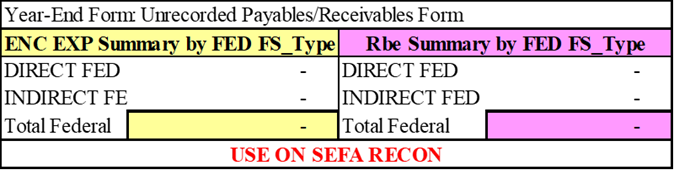 Year-End Form: Unrecorded Payables/Receivables Form
ENC EXP Summary by FED FS_Type Rbe Summary by FED FS_Type
DIRECT FED - DIRECT FED -
INDIRECT FE - INDIRECT FED -
Total Federal - Total Federal -
USE ON SEFA RECON